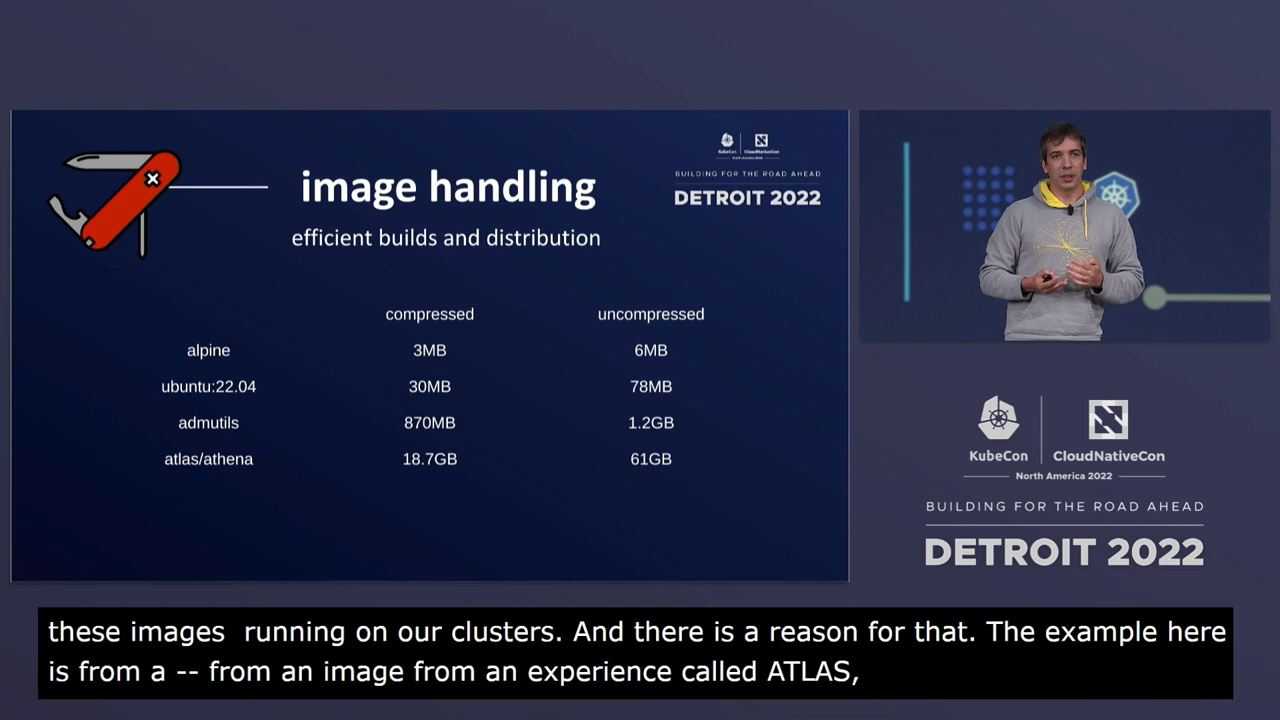 image handling
efficient builds and distribution
KubeCon CloudNativeCon
North America 2022
BUILDING FOR THE ROAD AHEAD
DETROIT 2022
compressed uncompressed
alpine 3MB 6MB
ubuntu:22.04 30MB 78MB
admutils 870MB 1.2GB
atlas/athena 18.7GB 61GB
KubeCon CloudNativeCon
North America 2022
BUILDING FOR THE ROAD AHEAD
DETROIT 2022
these images  running on our clusters. And there is a reason for that. The example here
is from a -- from an image from an experience called ATLAS,